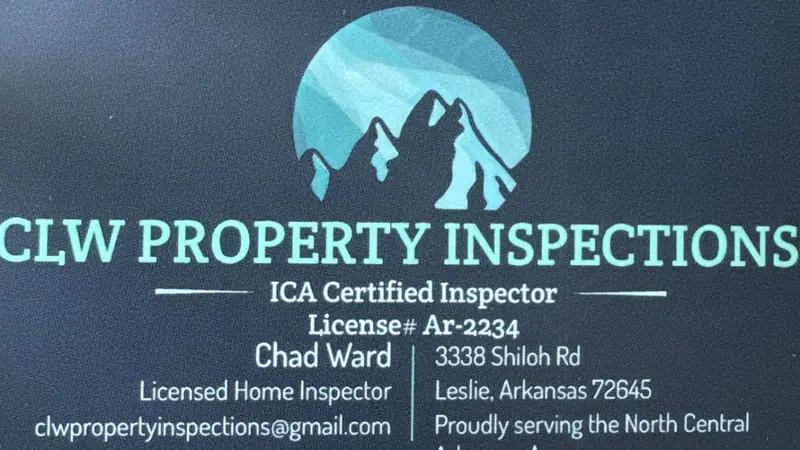 CLW PROPERTY INSPECTIONS
ICA Certified Inspector
License# Ar-2234
Chad Ward
Licensed Home Inspector
clwpropertyinspections@gmail.com
3338 Shiloh Rd
Leslie, Arkansas 72645
Proudly serving the North Central